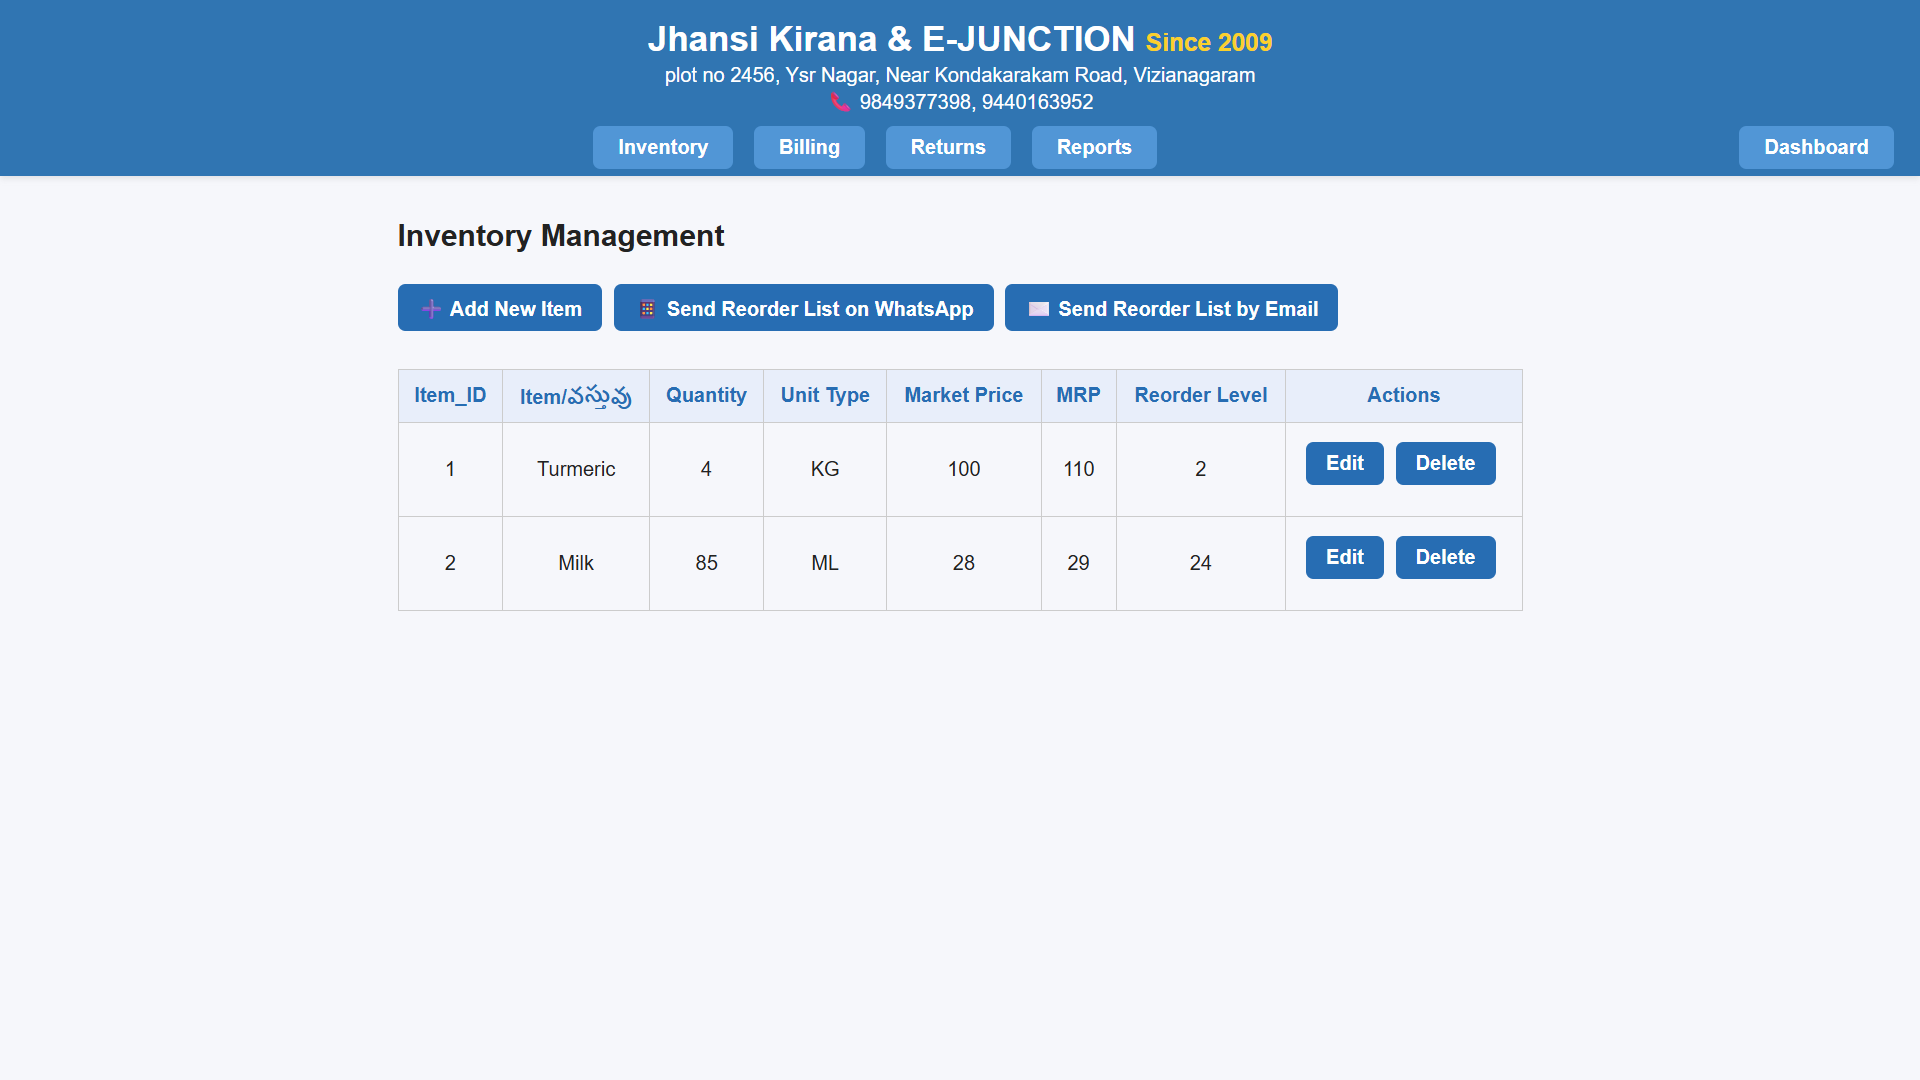 Jhansi Kirana & E-JUNCTION Since 2009
plot no 2456, Ysr Nagar, Near Kondakarakam Road, Vizianagaram
📞 9849377398, 9440163952
Inventory Billing Returns Reports Dashboard
Inventory Management
➕ Add New Item Send Reorder List on WhatsApp ✉️ Send Reorder List by Email
Item_ID Item/వస్తువు Quantity Unit Type Market Price MRP Reorder Level Actions
1 Turmeric 4 KG 100 110 2 Edit Delete
2 Milk 85 ML 28 29 24 Edit Delete